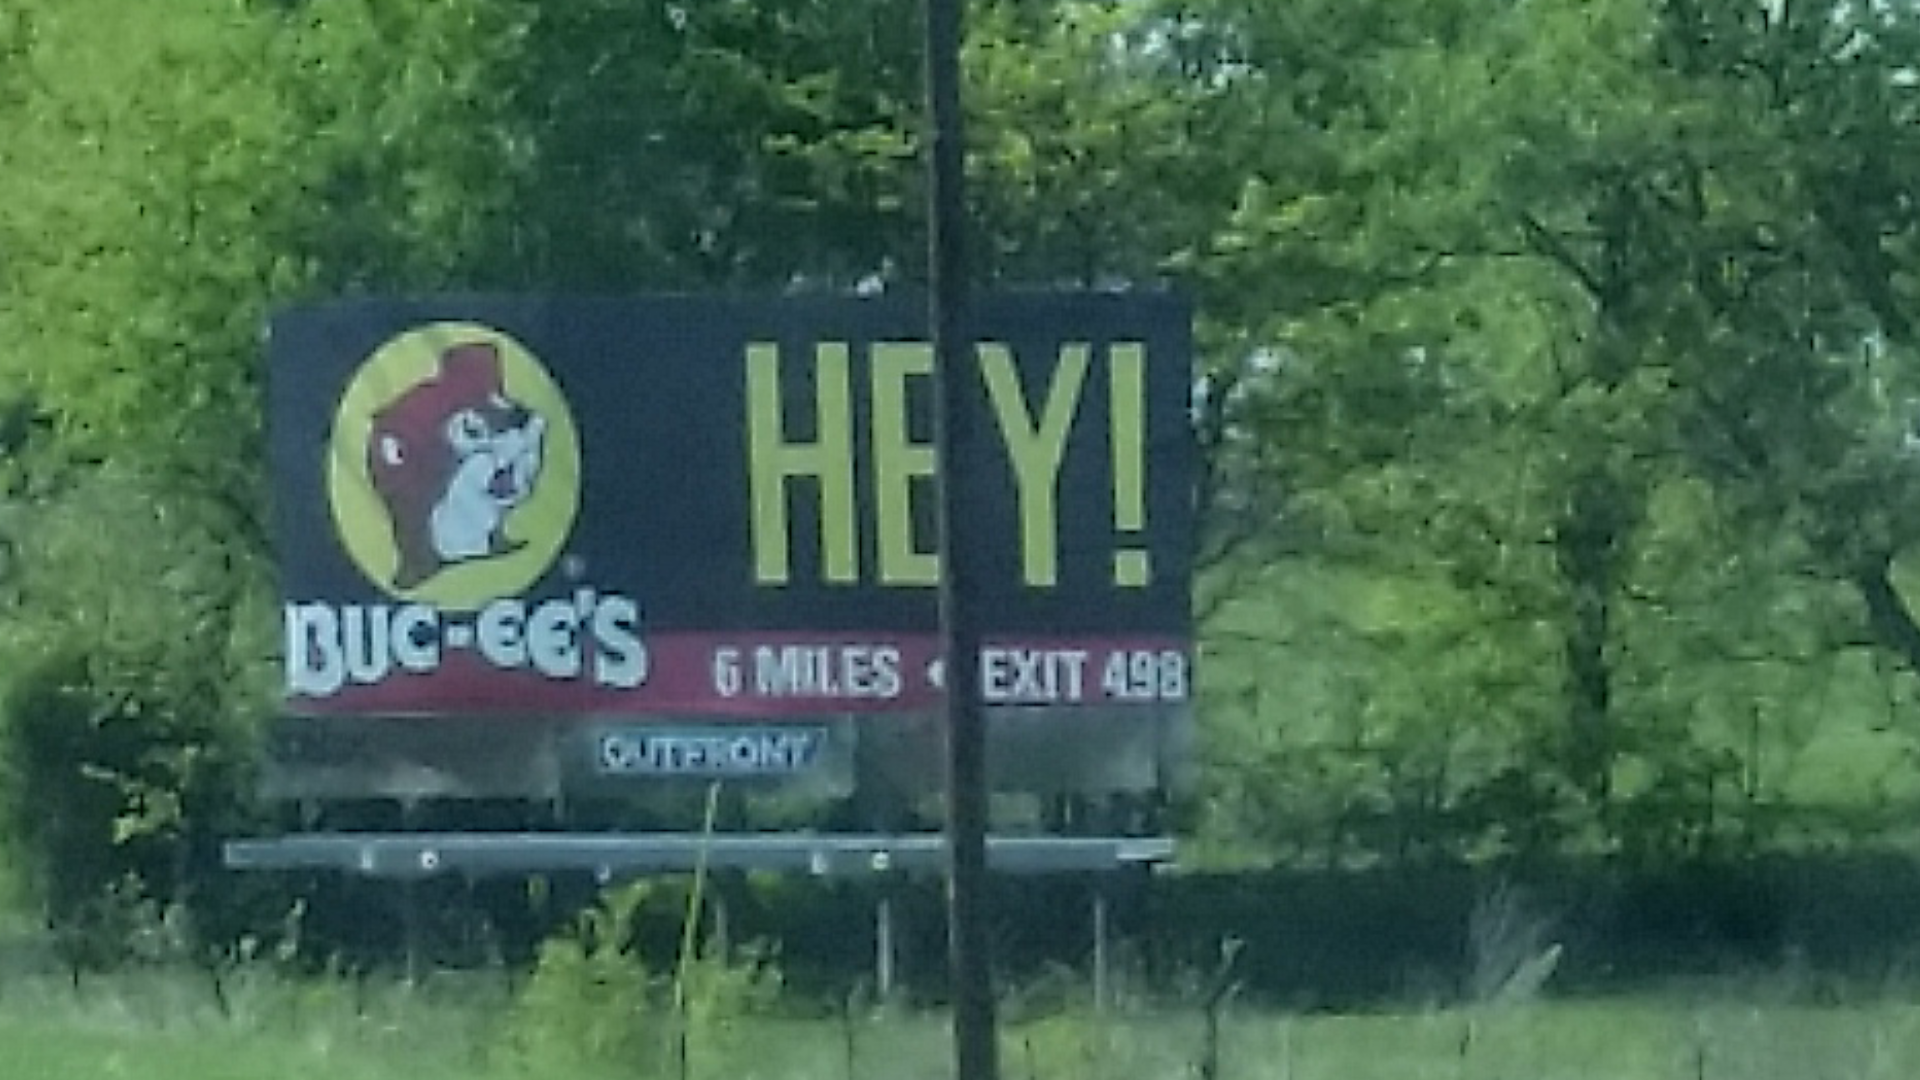 HEY!
BUC-EE'S
6 MILES • EXIT 498
OUTFRONT